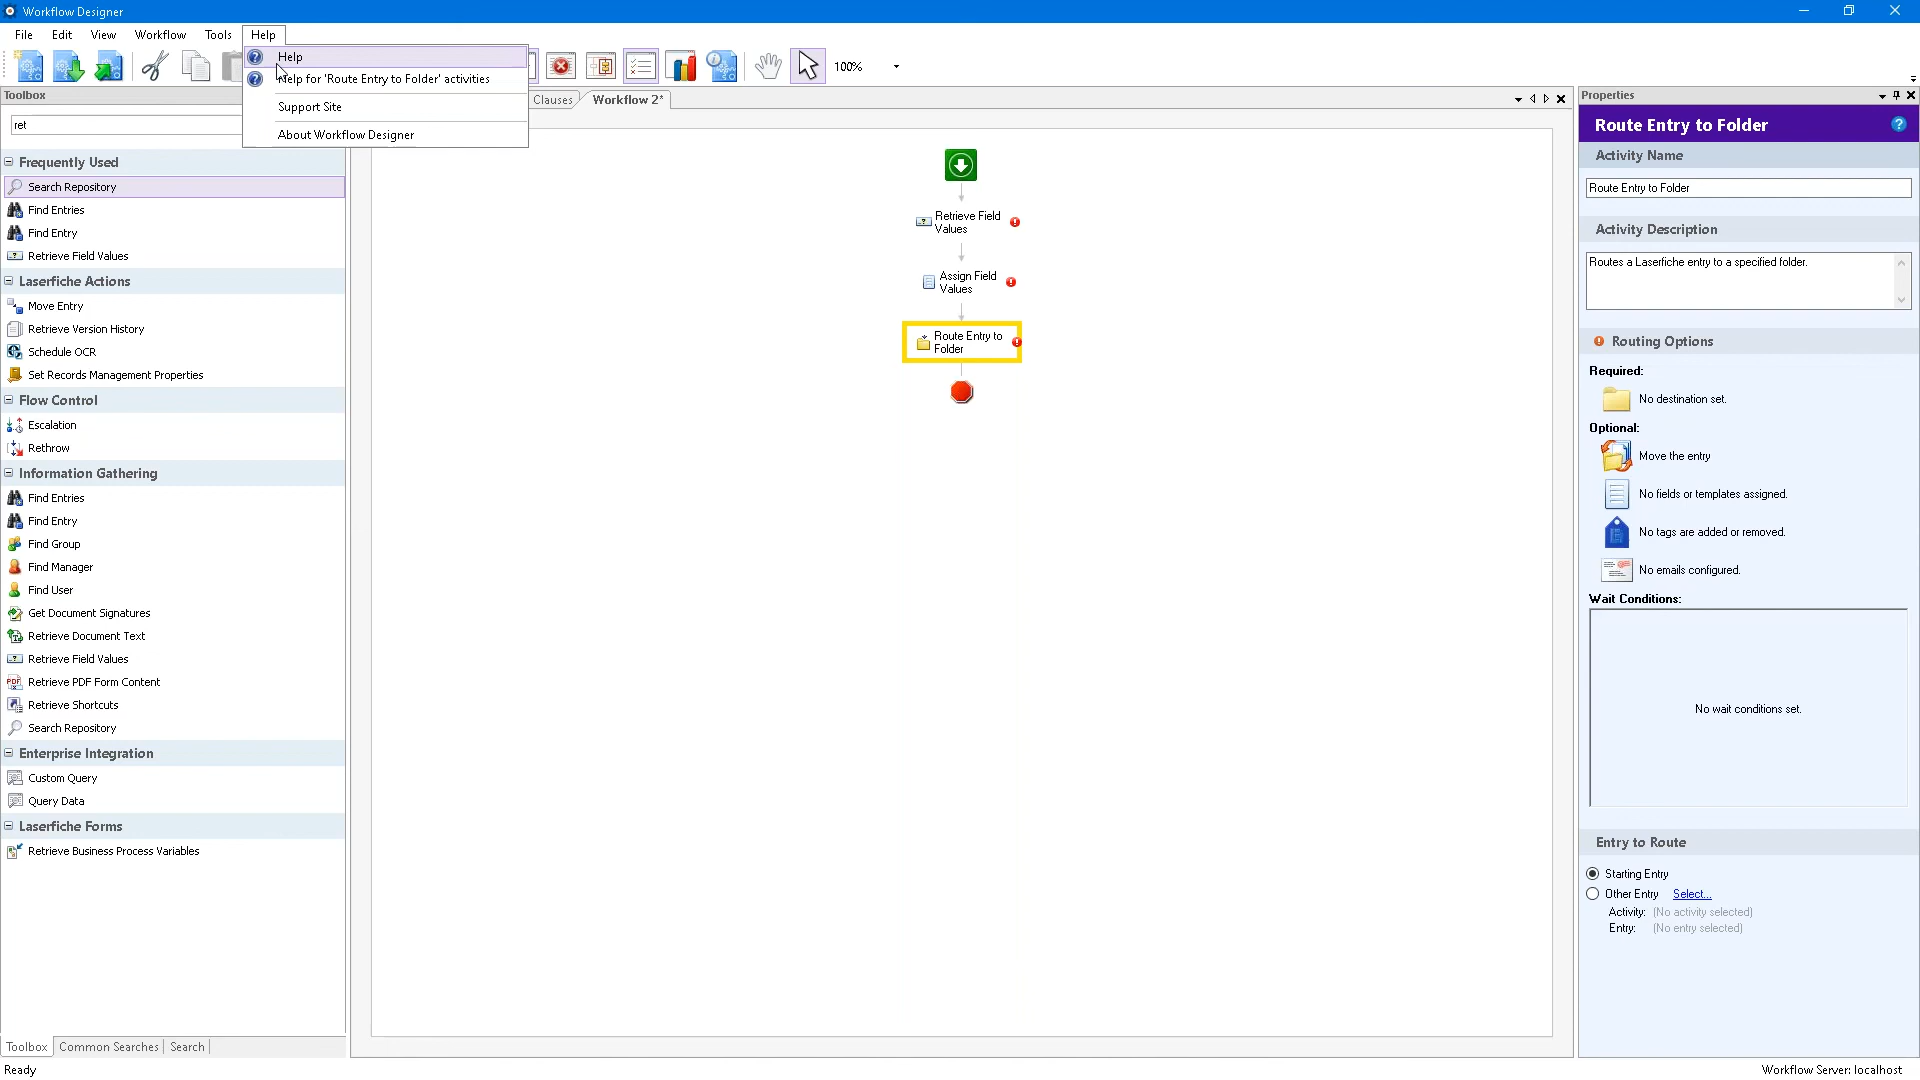 Workflow Designer
File
Edit
View
Workflow
Tools
Help
Help
Help for 'Route Entry to Folder' activities
Support Site
About Workflow Designer
100%
Toolbox
ret
Frequently Used
Search Repository
Find Entries
Find Entry
Retrieve Field Values
Laserfiche Actions
Move Entry
Retrieve Version History
Schedule OCR
Set Records Management Properties
Flow Control
Escalation
Rethrow
Information Gathering
Find Entries
Find Entry
Find Group
Find Manager
Find User
Get Document Signatures
Retrieve Document Text
Retrieve Field Values
Retrieve PDF Form Content
Retrieve Shortcuts
Search Repository
Enterprise Integration
Custom Query
Query Data
Laserfiche Forms
Retrieve Business Process Variables
Toolbox
Common Searches
Search
Ready
Clauses
Workflow 2*
Retrieve Field
Values
Assign Field
Values
Route Entry to
Folder
Properties
Route Entry to Folder
Activity Name
Route Entry to Folder
Activity Description
Routes a Laserfiche entry to a specified folder.
Routing Options
Required:
No destination set.
Optional:
Move the entry
No fields or templates assigned.
No tags are added or removed.
No emails configured.
Wait Conditions:
No wait conditions set.
Entry to Route
Starting Entry
Other Entry Select...
Activity: (No activity selected)
Entry: (No entry selected)
Workflow Server: localhost